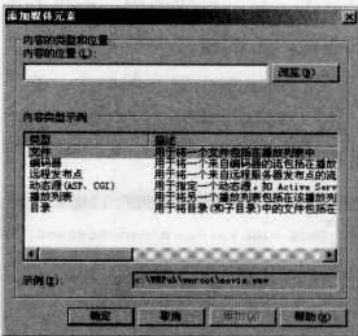 添加媒体元素
内容的类型和位置
内容的位置(L):
浏览(B)...
内容类型示例
类型 描述
文件 用于将一个文件包括在播放列表中
编码器 用于将一个来自编码器的流包括在播放
远程发布点 用于将一个来自远程服务器发布点的流
动态源(ASP、CGI) 用于指定一个动态源，如 Active Serv
播放列表 用于将另一个播放列表包括在该播放列
目录 用于将目录(和子目录)中的文件包括在
示例(E): c:\WMPub\wmroot\movie.wmv
确定 取消 帮助(H)